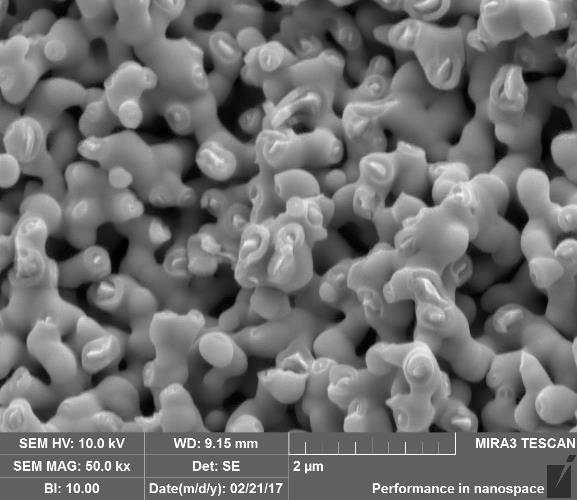 SEM HV: 10.0 kV WD: 9.15 mm MIRA3 TESCAN
SEM MAG: 50.0 kx Det: SE 2 µm
BI: 10.00 Date(m/d/y): 02/21/17 Performance in nanospace